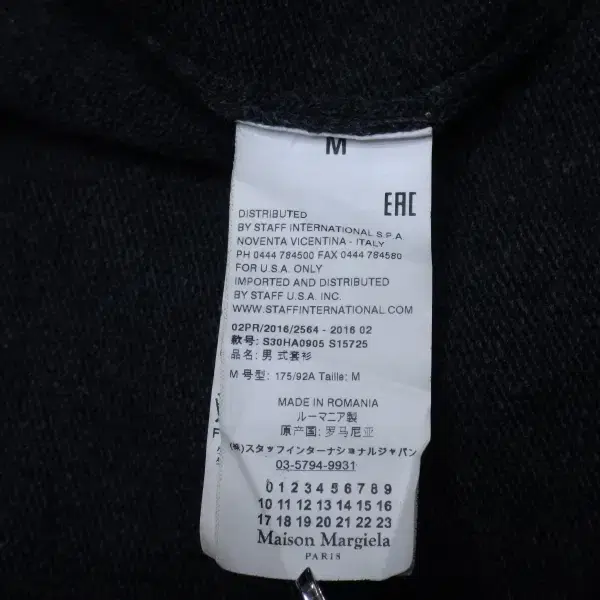 M
EAC
DISTRIBUTED
BY STAFF INTERNATIONAL S.P.A.
NOVENTA VICENTINA - ITALY
PH 0444 784500 FAX 0444 784580
FOR U.S.A. ONLY
IMPORTED AND DISTRIBUTED
BY STAFF U.S.A. INC.
WWW.STAFFINTERNATIONAL.COM
02PR/2016/2564 - 2016 02
款号: S30HA0905 S15725
品名: 男式套衫
M 号型: 175/92A Taille: M
MADE IN ROMANIA
ルーマニア製
原产国: 罗马尼亚
(株)スタッフインターナショナルジャパン
03-5794-9931
0 1 2 3 4 5 6 7 8 9
10 11 12 13 14 15 16
17 18 19 20 21 22 23
Maison Margiela
PARIS